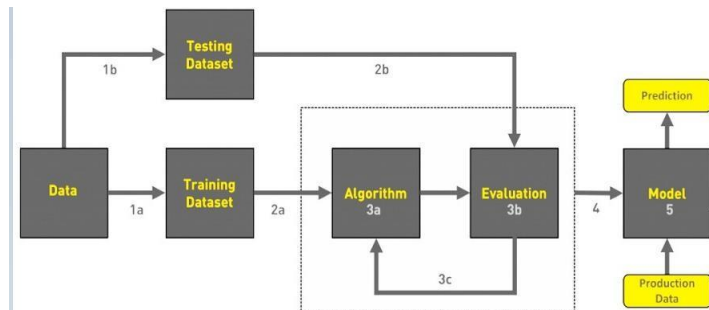 Testing
Dataset
1b
2b
Prediction
Data
1a
Training
Dataset
2a
Algorithm
3a
Evaluation
3b
4
Model
5
3c
Production
Data